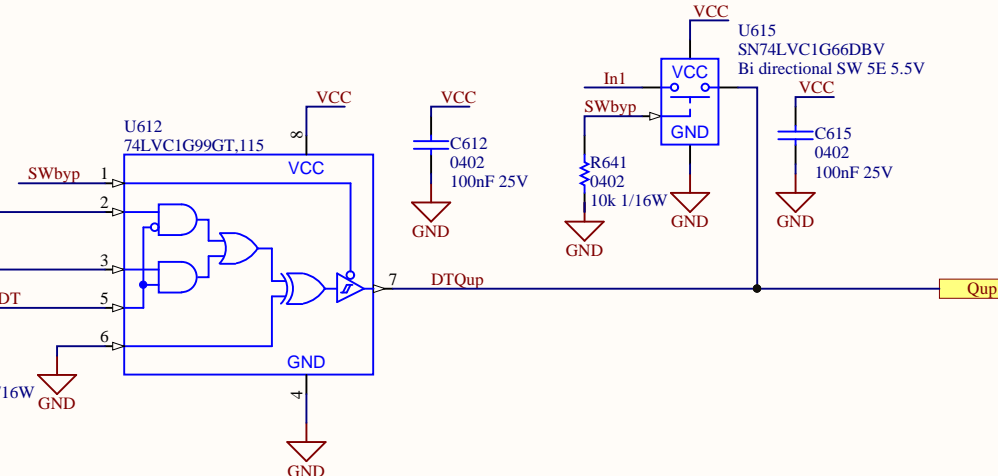 VCC
U615
SN74LVC1G66DBV
Bi directional SW 5E 5.5V
In1
VCC
VCC
SWbyp
GND
C615
0402
100nF 25V
R641
0402
10k 1/16W
GND
GND
GND
VCC
VCC
U612
74LVC1G99GT,115
8
VCC
C612
0402
100nF 25V
GND
SWbyp
1
2
3
DT
5
6
7
DTQup
Qup
GND
4
/16W
GND
GND